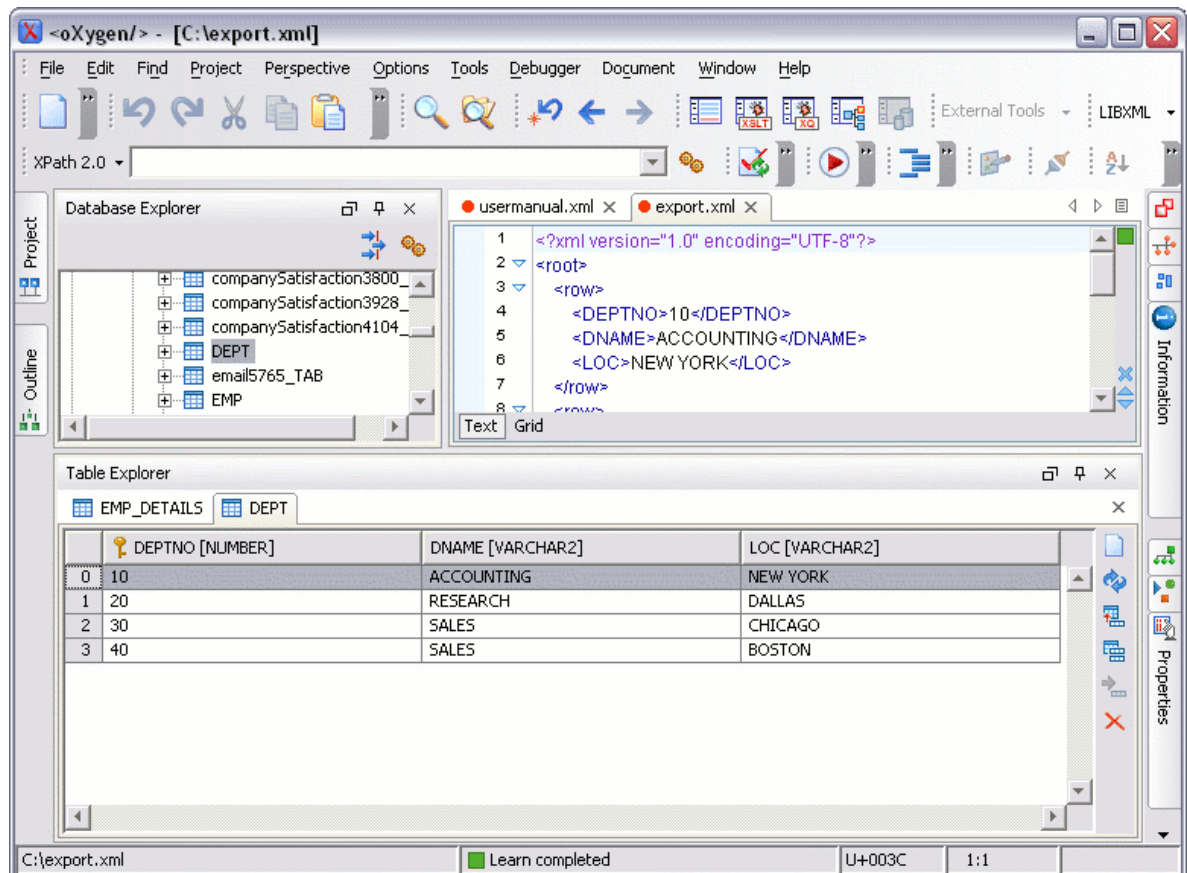 <oXygen/> - [C:\export.xml]
File Edit Find Project Perspective Options Tools Debugger Document Window Help
XSLT XQ External Tools LIBXML
XPath 2.0
Project
Outline
Database Explorer
companySatisfaction3800_
companySatisfaction3928_
companySatisfaction4104_
DEPT
email5765_TAB
EMP
usermanual.xml export.xml
1 <?xml version="1.0" encoding="UTF-8"?>
2 <root>
3 <row>
4 <DEPTNO>10</DEPTNO>
5 <DNAME>ACCOUNTING</DNAME>
6 <LOC>NEW YORK</LOC>
7 </row>
8 <row>
Text Grid
Information
Table Explorer
EMP_DETAILS DEPT
DEPTNO [NUMBER] DNAME [VARCHAR2] LOC [VARCHAR2]
0 10 ACCOUNTING NEW YORK
1 20 RESEARCH DALLAS
2 30 SALES CHICAGO
3 40 SALES BOSTON
Properties
C:\export.xml Learn completed U+003C 1:1